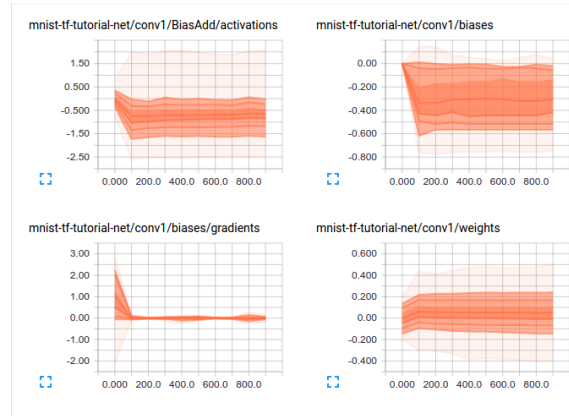 mnist-tf-tutorial-net/conv1/BiasAdd/activations
1.50
0.500
-0.500
-1.50
-2.50
0.000 200.0 400.0 600.0 800.0
mnist-tf-tutorial-net/conv1/biases
0.00
-0.200
-0.400
-0.600
-0.800
0.000 200.0 400.0 600.0 800.0
mnist-tf-tutorial-net/conv1/biases/gradients
3.00
2.00
1.00
0.00
-1.00
-2.00
0.000 200.0 400.0 600.0 800.0
mnist-tf-tutorial-net/conv1/weights
0.600
0.400
0.200
0.00
-0.200
-0.400
0.000 200.0 400.0 600.0 800.0